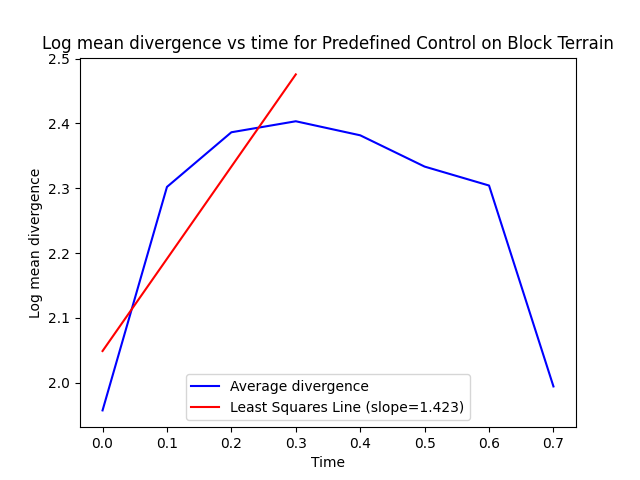 Log mean divergence vs time for Predefined Control on Block Terrain
2.5
2.4
2.3
2.2
2.1
2.0
Log mean divergence
Average divergence
Least Squares Line (slope=1.423)
0.0 0.1 0.2 0.3 0.4 0.5 0.6 0.7
Time